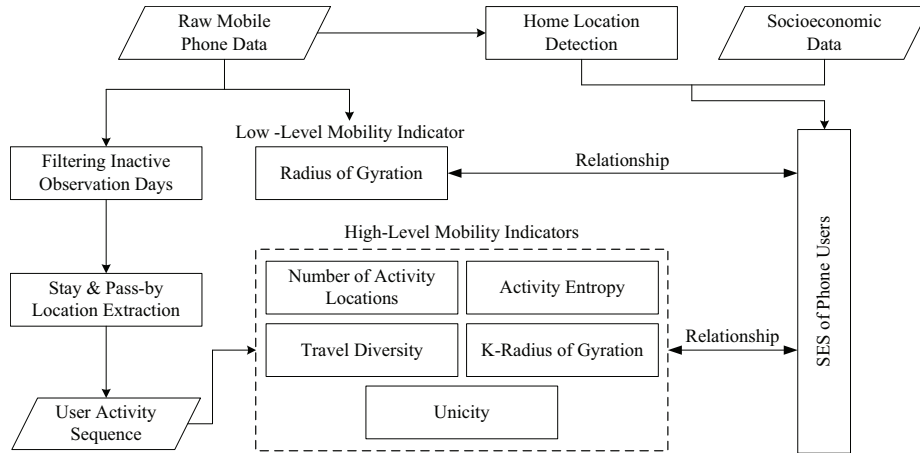 Raw Mobile
Phone Data
Home Location
Detection
Socioeconomic
Data
Low -Level Mobility Indicator
Filtering Inactive
Observation Days
Radius of Gyration
Relationship
High-Level Mobility Indicators
Number of Activity
Locations
Activity Entropy
Stay & Pass-by
Location Extraction
Travel Diversity
K-Radius of Gyration
Relationship
SES of Phone Users
User Activity
Sequence
Unicity